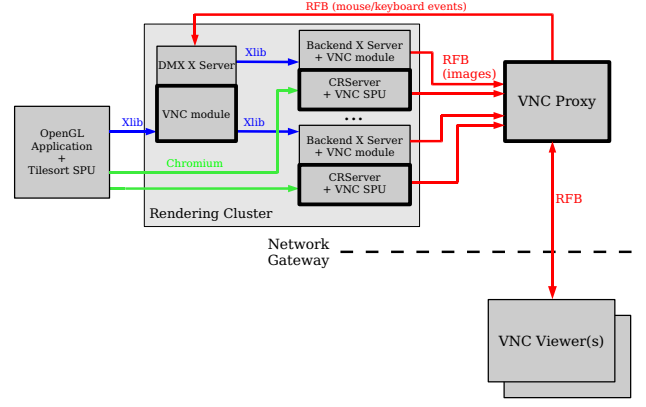 RFB (mouse/keyboard events)
DMX X Server
VNC module
Xlib
Xlib
Xlib
Backend X Server
+ VNC module
CRServer
+ VNC SPU
...
Backend X Server
+ VNC module
CRServer
+ VNC SPU
RFB
(images)
VNC Proxy
OpenGL
Application
+
Tilesort SPU
Chromium
Rendering Cluster
RFB
Network
Gateway
VNC Viewer(s)